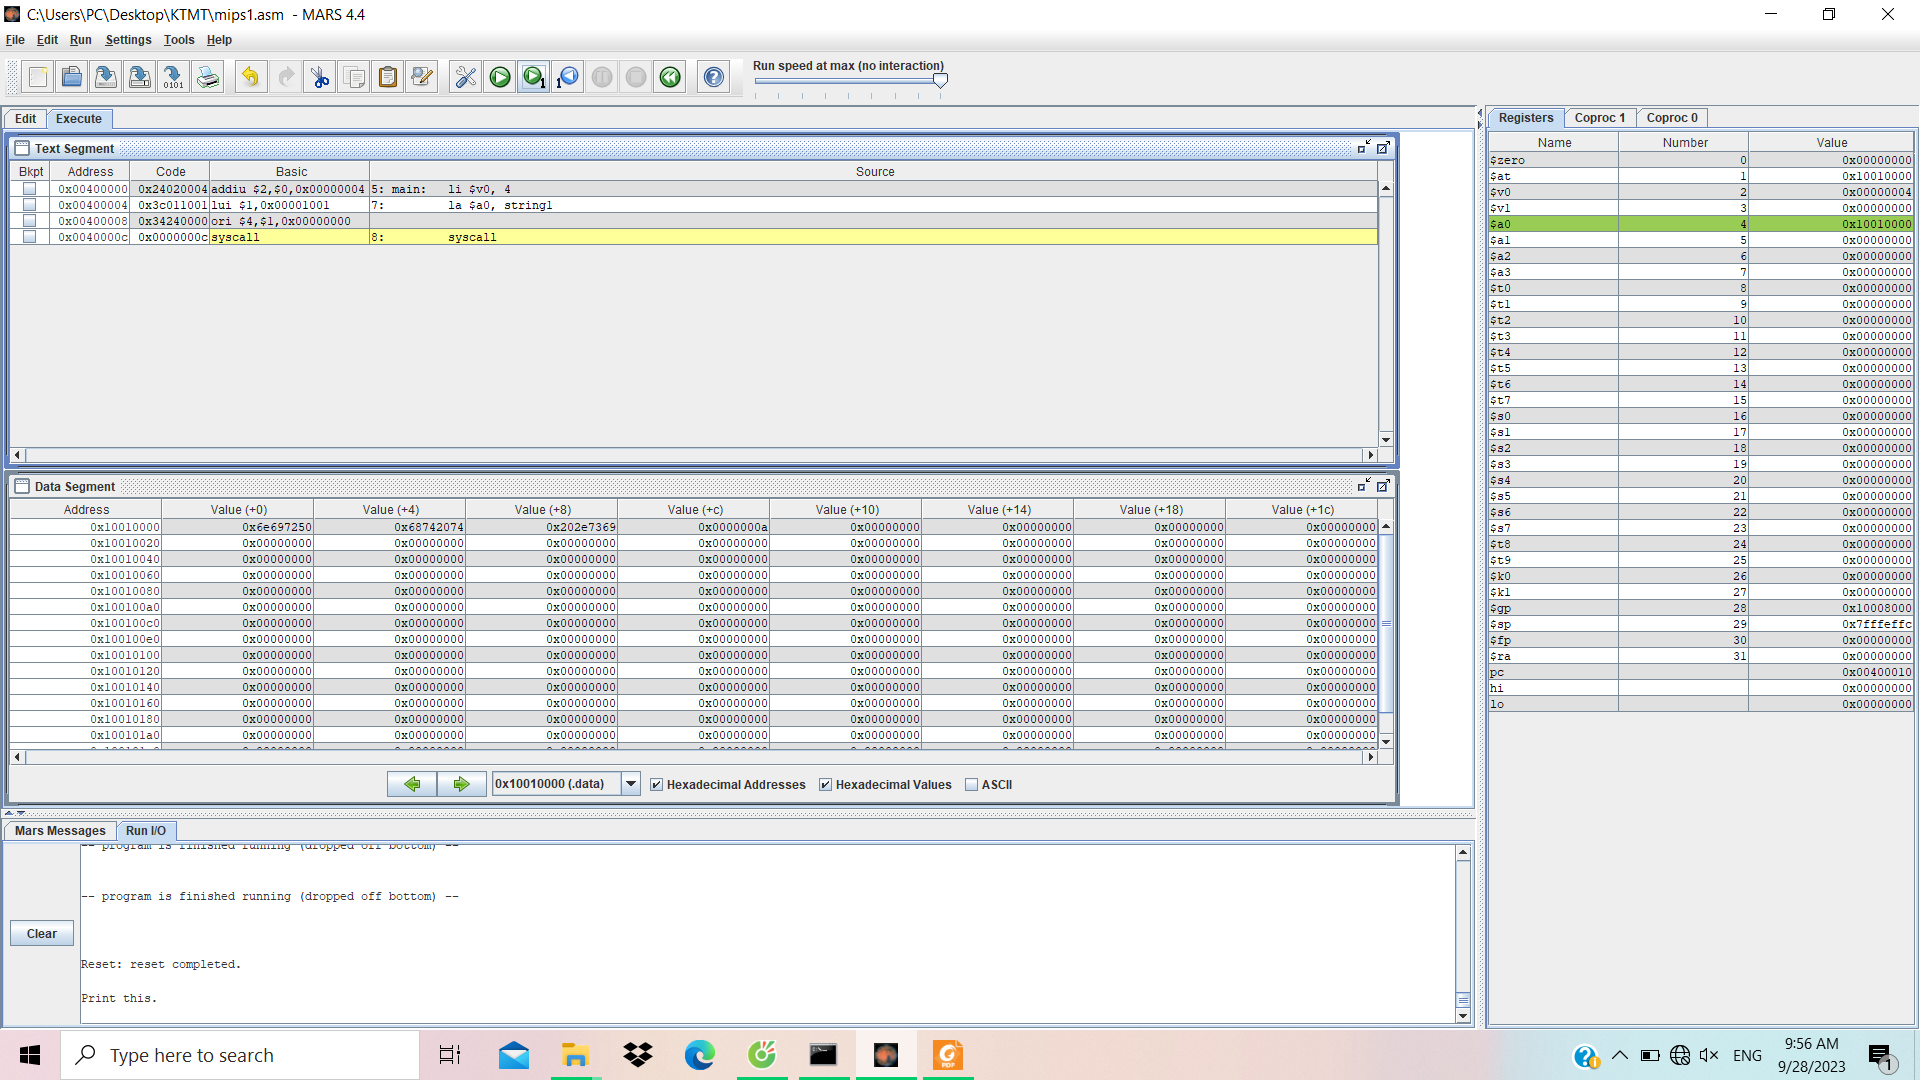 C:\Users\PC\Desktop\KTMT\mips1.asm - MARS 4.4
File Edit Run Settings Tools Help
Run speed at max (no interaction)
Edit Execute
Text Segment
Bkpt Address Code Basic Source
0x00400000 0x24020004 addiu $2,$0,0x00000004 5: main: li $v0, 4
0x00400004 0x3c011001 lui $1,0x00001001 7: la $a0, string1
0x00400008 0x34240000 ori $4,$1,0x00000000
0x0040000c 0x0000000c syscall 8: syscall
Data Segment
Address Value (+0) Value (+4) Value (+8) Value (+c) Value (+10) Value (+14) Value (+18) Value (+1c)
0x10010000 0x6e697250 0x68742074 0x202e7369 0x0000000a 0x00000000 0x00000000 0x00000000 0x00000000
0x10010020 0x00000000 0x00000000 0x00000000 0x00000000 0x00000000 0x00000000 0x00000000 0x00000000
0x10010040 0x00000000 0x00000000 0x00000000 0x00000000 0x00000000 0x00000000 0x00000000 0x00000000
0x10010060 0x00000000 0x00000000 0x00000000 0x00000000 0x00000000 0x00000000 0x00000000 0x00000000
0x10010080 0x00000000 0x00000000 0x00000000 0x00000000 0x00000000 0x00000000 0x00000000 0x00000000
0x100100a0 0x00000000 0x00000000 0x00000000 0x00000000 0x00000000 0x00000000 0x00000000 0x00000000
0x100100c0 0x00000000 0x00000000 0x00000000 0x00000000 0x00000000 0x00000000 0x00000000 0x00000000
0x100100e0 0x00000000 0x00000000 0x00000000 0x00000000 0x00000000 0x00000000 0x00000000 0x00000000
0x10010100 0x00000000 0x00000000 0x00000000 0x00000000 0x00000000 0x00000000 0x00000000 0x00000000
0x10010120 0x00000000 0x00000000 0x00000000 0x00000000 0x00000000 0x00000000 0x00000000 0x00000000
0x10010140 0x00000000 0x00000000 0x00000000 0x00000000 0x00000000 0x00000000 0x00000000 0x00000000
0x10010160 0x00000000 0x00000000 0x00000000 0x00000000 0x00000000 0x00000000 0x00000000 0x00000000
0x10010180 0x00000000 0x00000000 0x00000000 0x00000000 0x00000000 0x00000000 0x00000000 0x00000000
0x100101a0 0x00000000 0x00000000 0x00000000 0x00000000 0x00000000 0x00000000 0x00000000 0x00000000
0x10010000 (.data) Hexadecimal Addresses Hexadecimal Values ASCII
Mars Messages Run I/O
-- program is finished running (dropped off bottom) --
-- program is finished running (dropped off bottom) --
Clear
Reset: reset completed.
Print this.
Registers Coproc 1 Coproc 0
Name Number Value
$zero 0 0x00000000
$at 1 0x10010000
$v0 2 0x00000004
$v1 3 0x00000000
$a0 4 0x10010000
$a1 5 0x00000000
$a2 6 0x00000000
$a3 7 0x00000000
$t0 8 0x00000000
$t1 9 0x00000000
$t2 10 0x00000000
$t3 11 0x00000000
$t4 12 0x00000000
$t5 13 0x00000000
$t6 14 0x00000000
$t7 15 0x00000000
$s0 16 0x00000000
$s1 17 0x00000000
$s2 18 0x00000000
$s3 19 0x00000000
$s4 20 0x00000000
$s5 21 0x00000000
$s6 22 0x00000000
$s7 23 0x00000000
$t8 24 0x00000000
$t9 25 0x00000000
$k0 26 0x00000000
$k1 27 0x00000000
$gp 28 0x10008000
$sp 29 0x7fffeffc
$fp 30 0x00000000
$ra 31 0x00000000
pc 0x00400010
hi 0x00000000
lo 0x00000000
Type here to search
ENG
9:56 AM
9/28/2023
1